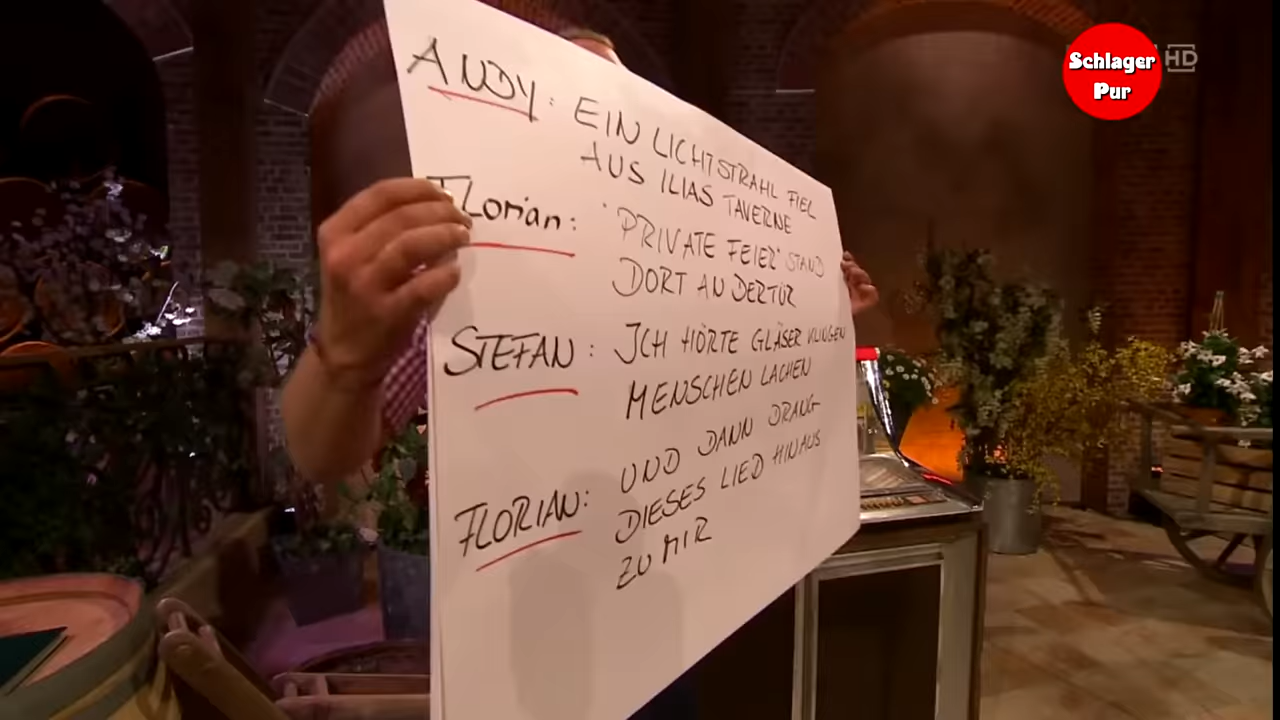 ANDY: EIN LICHTSTRAHL FIEL
AUS ILIAS TAVERNE
Florian: "PRIVATE FEIER" STAND
DORT AN DER TÜR
STEFAN: ICH HÖRTE GLÄSER KLINGEN
MENSCHEN LACHEN
FLORIAN: UND DANN DRANG
DIESES LIED HINAUS
ZU MIR
Schlager
Pur
HD